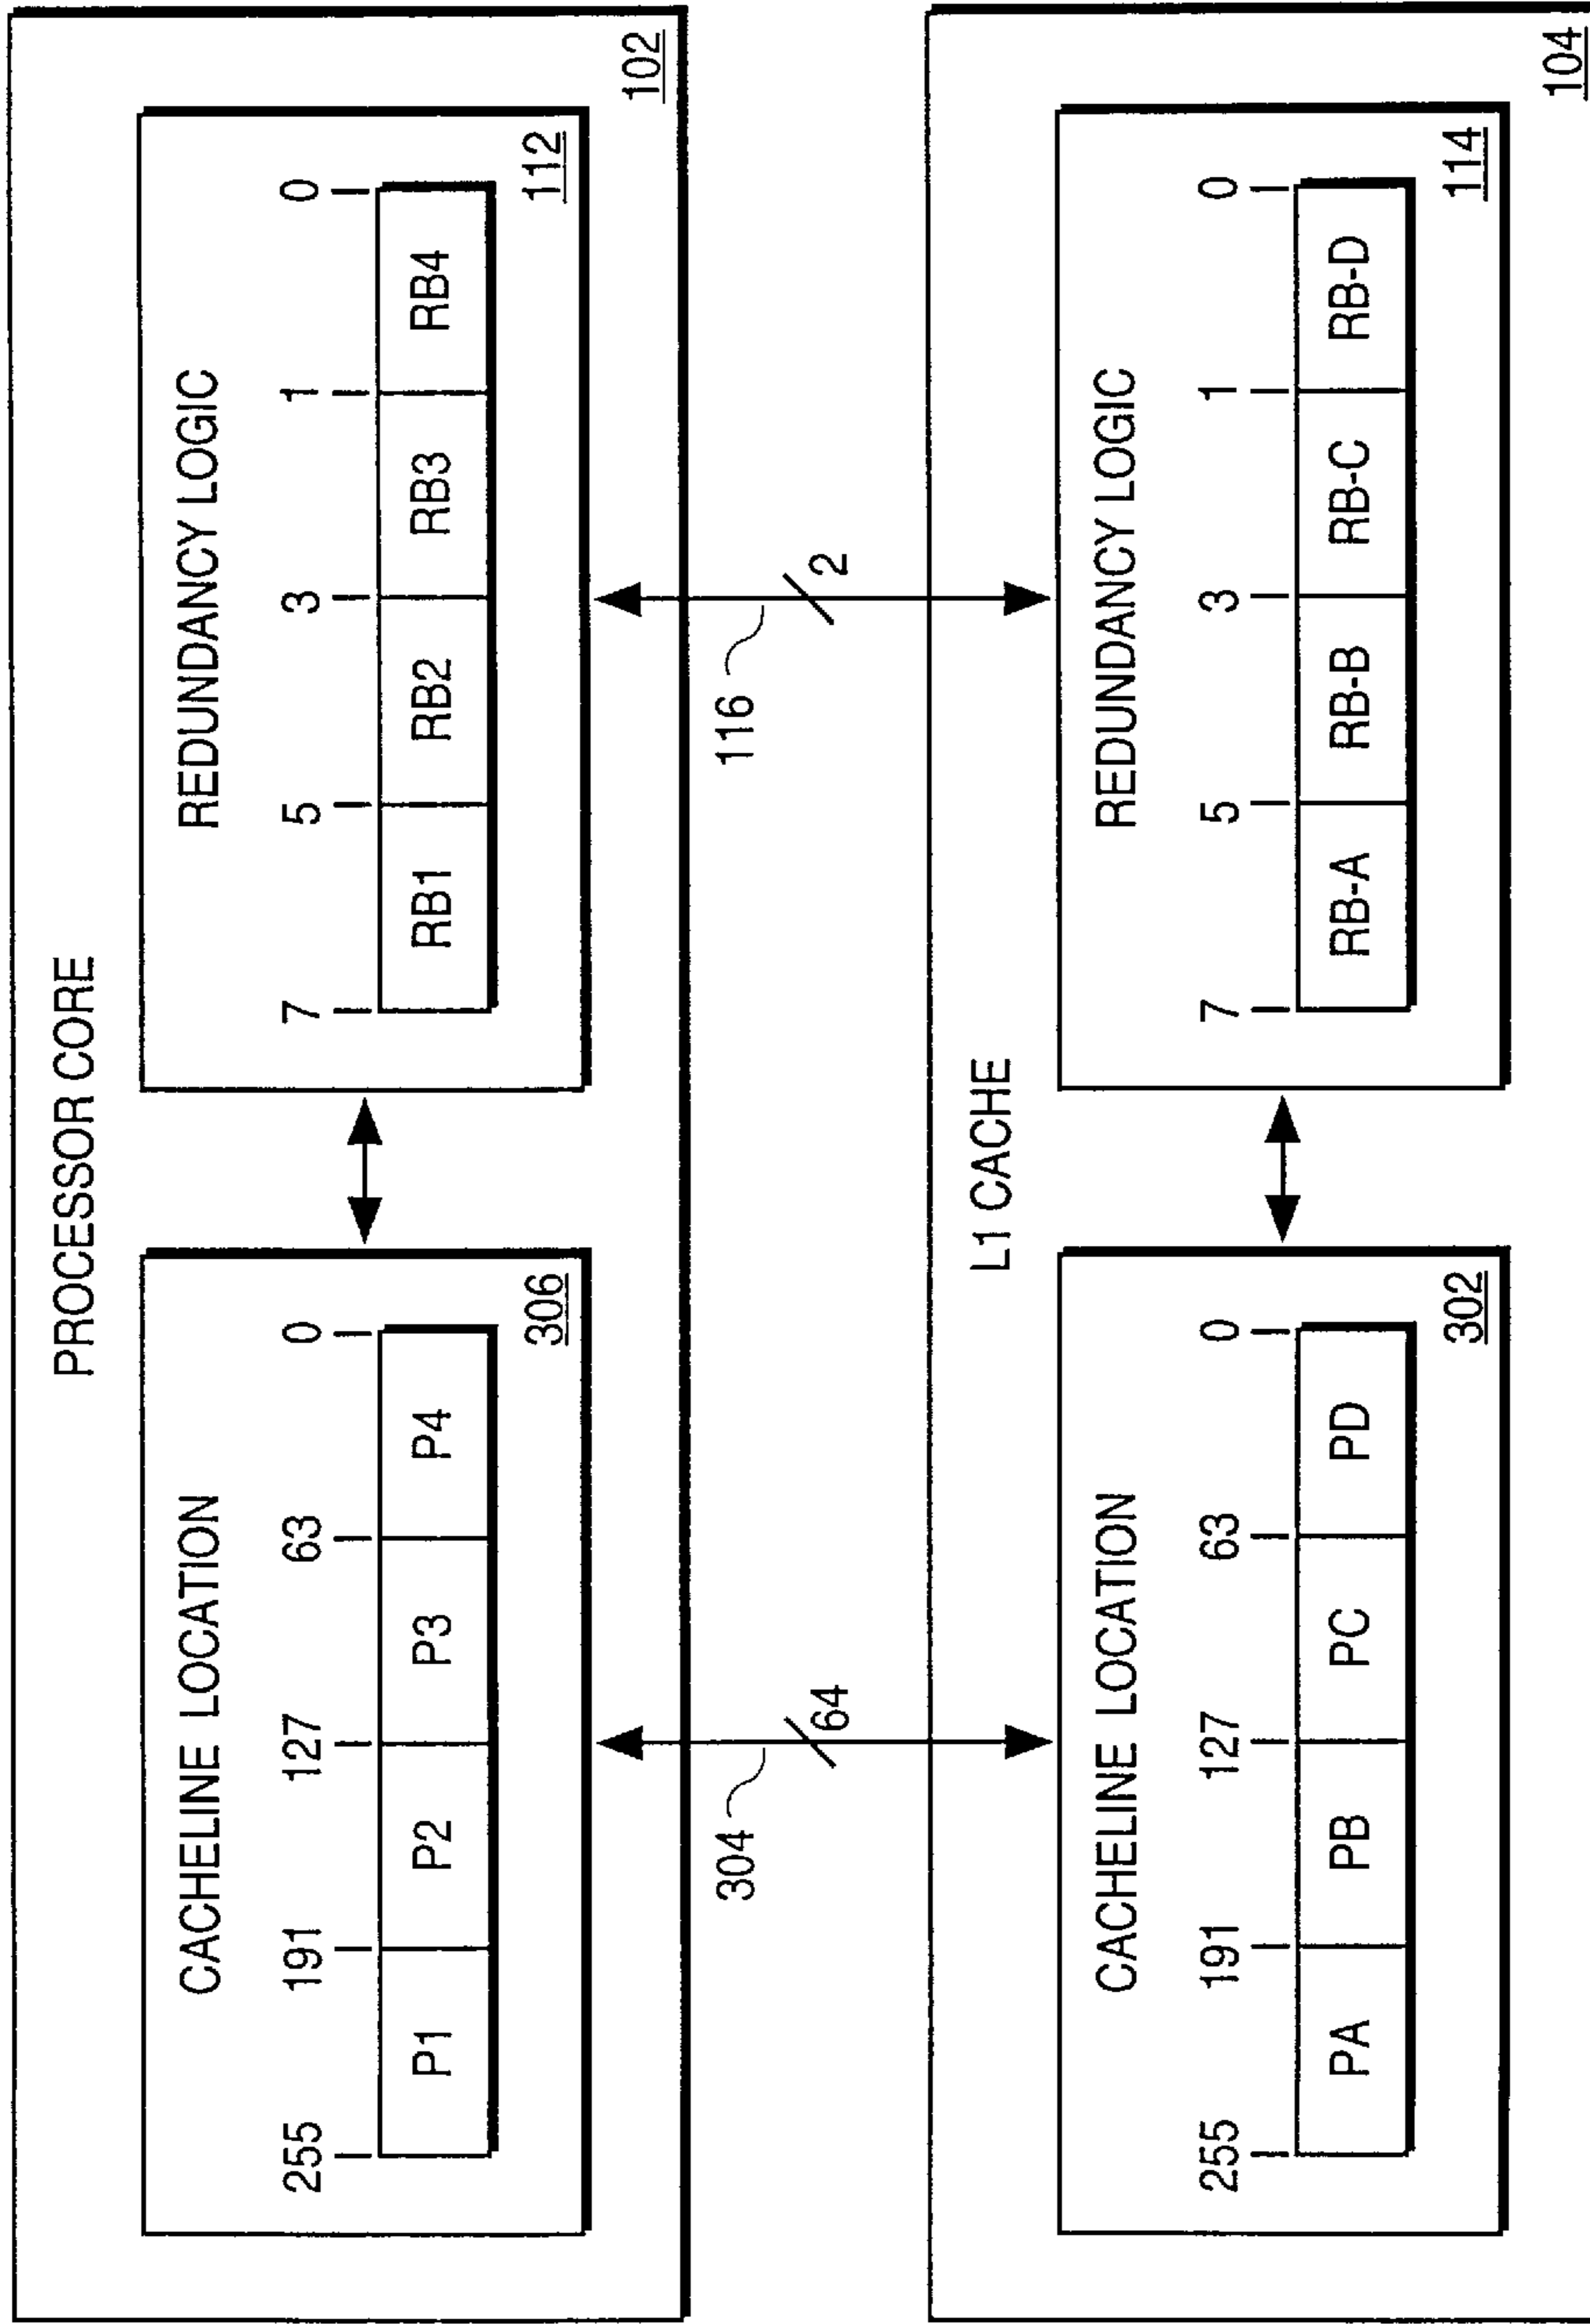 PROCESSOR CORE
CACHELINE LOCATION
255 191 127 63 0
P1 P2 P3 P4
306
REDUNDANCY LOGIC
7 5 3 1 0
RB1 RB2 RB3 RB4
112
102
304
64
116
2
L1 CACHE
CACHELINE LOCATION
255 191 127 63 0
PA PB PC PD
302
REDUNDANCY LOGIC
7 5 3 1 0
RB-A RB-B RB-C RB-D
114
104